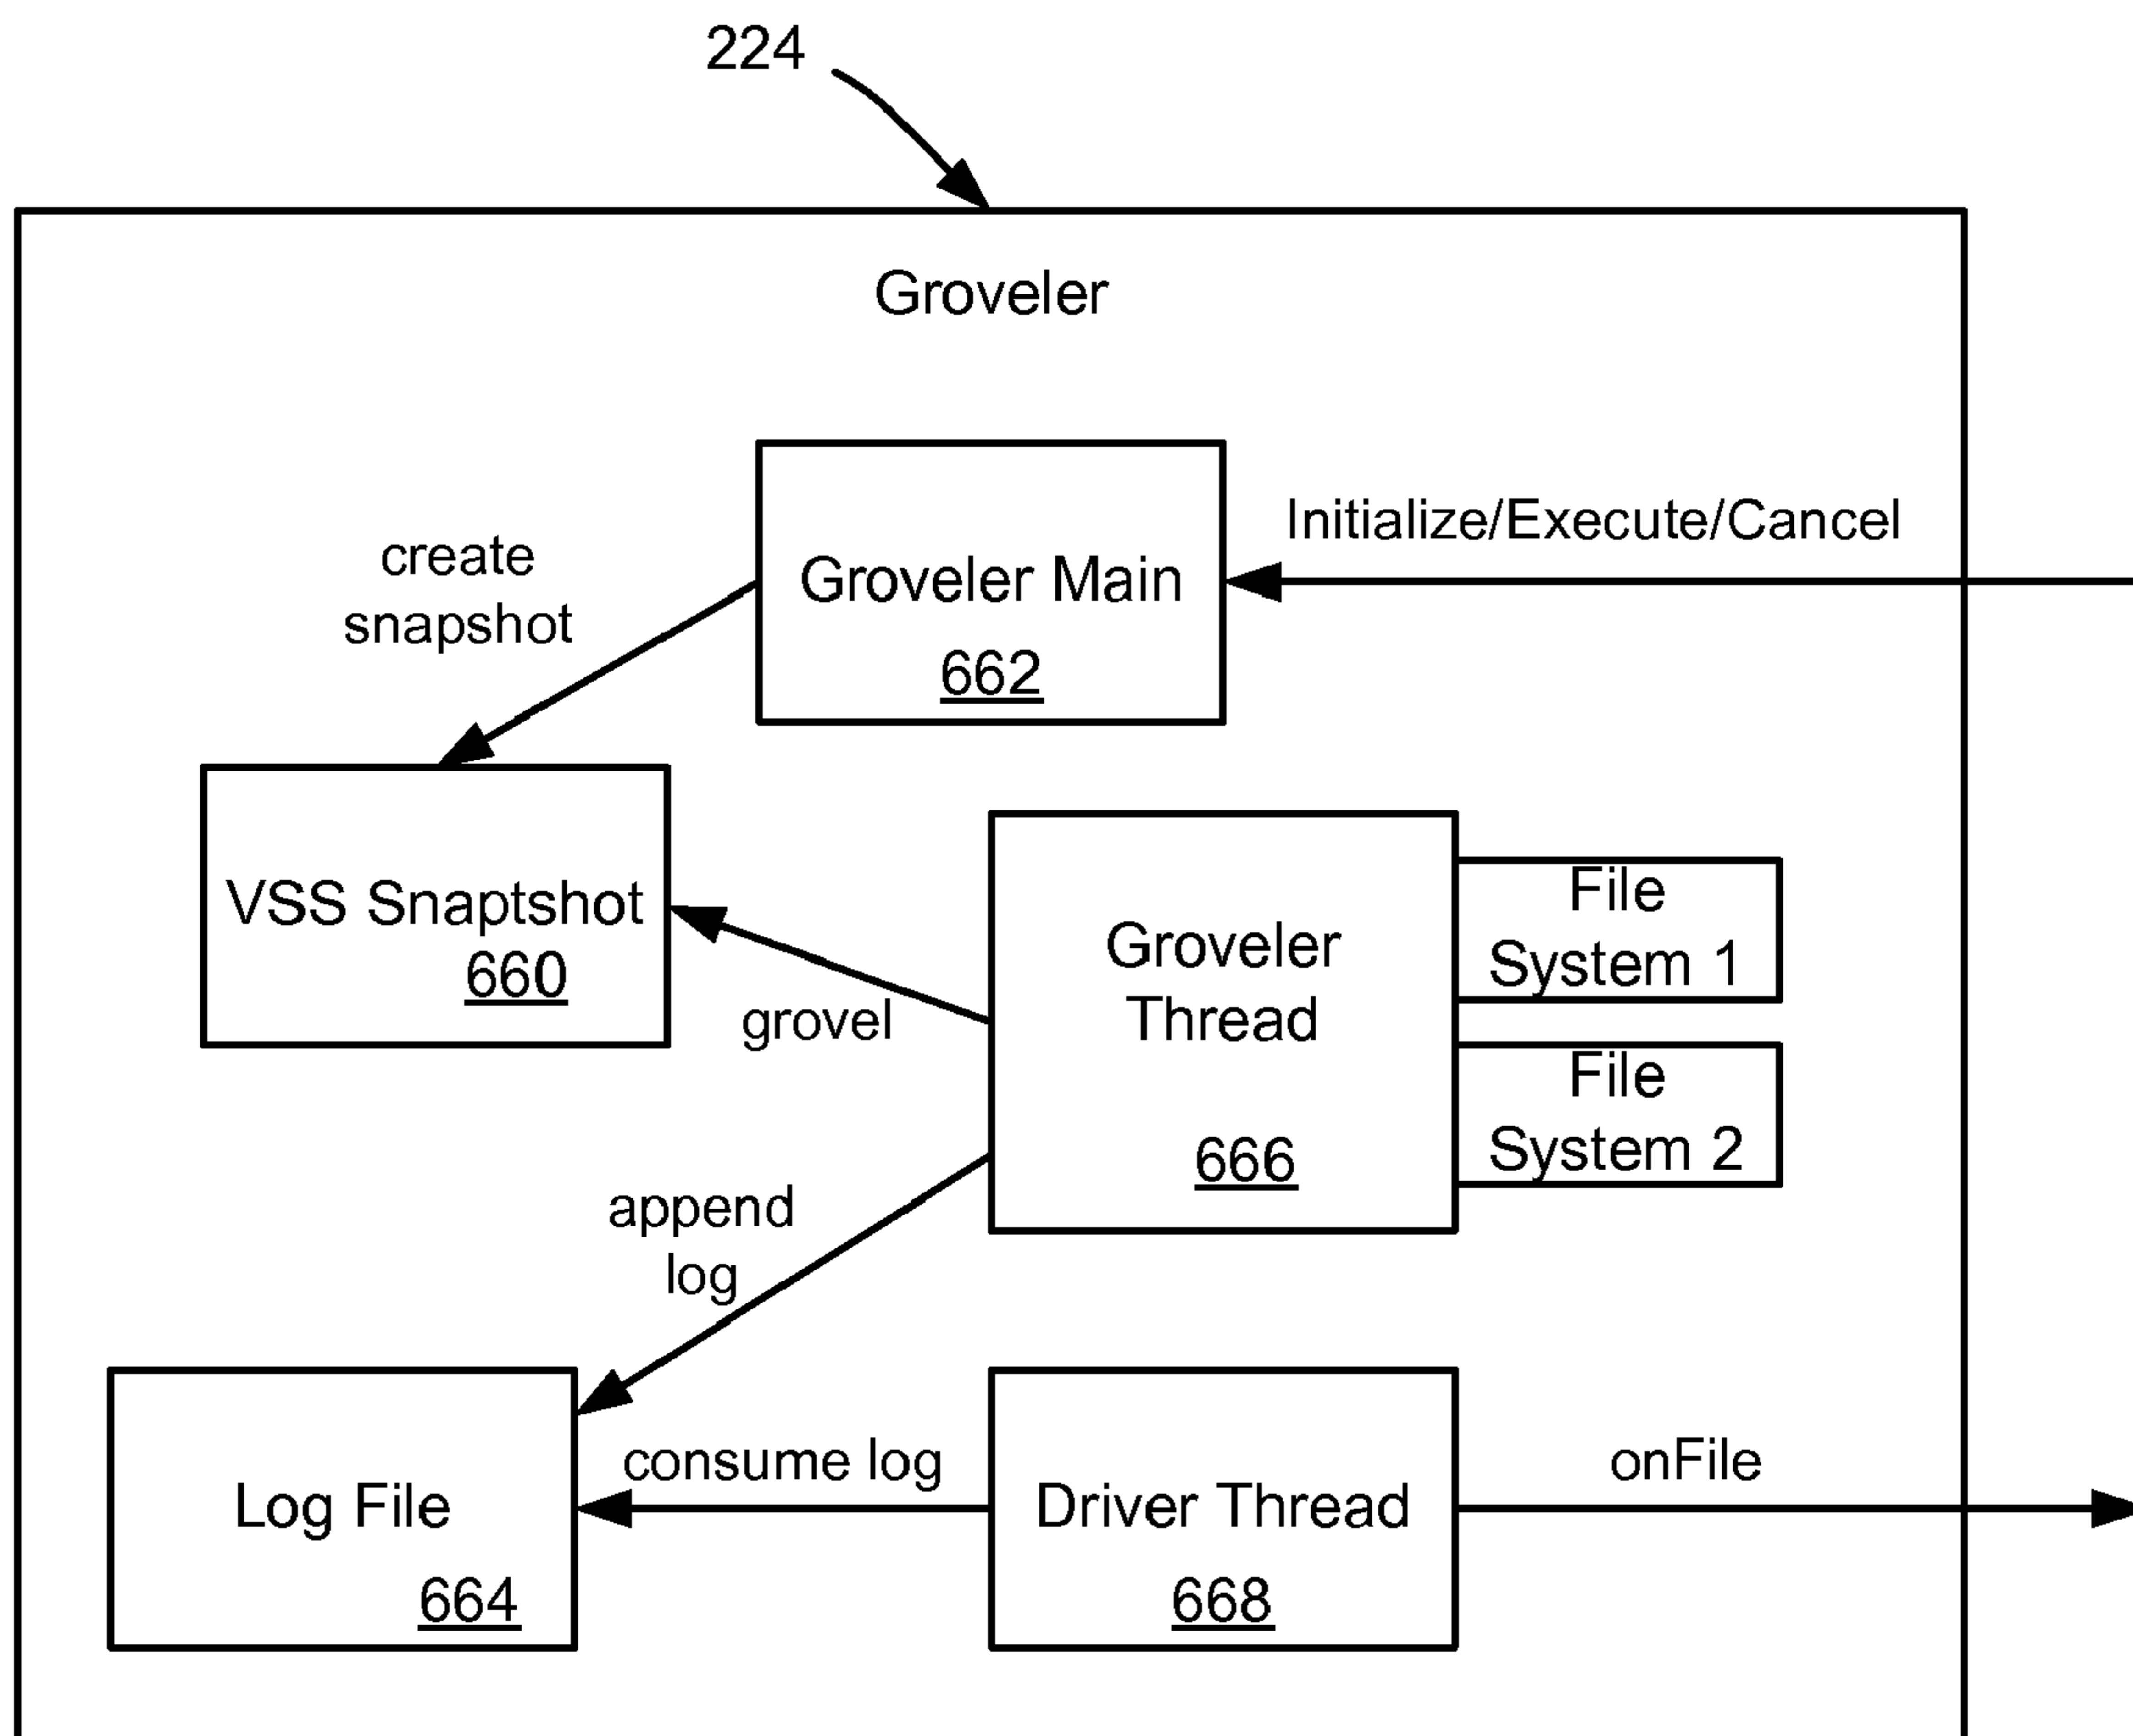 224
Groveler
Initialize/Execute/Cancel
create
snapshot
Groveler Main
662
VSS Snaptshot
660
grovel
Groveler
Thread
666
File
System 1
File
System 2
append
log
Log File
664
consume log
Driver Thread
668
onFile